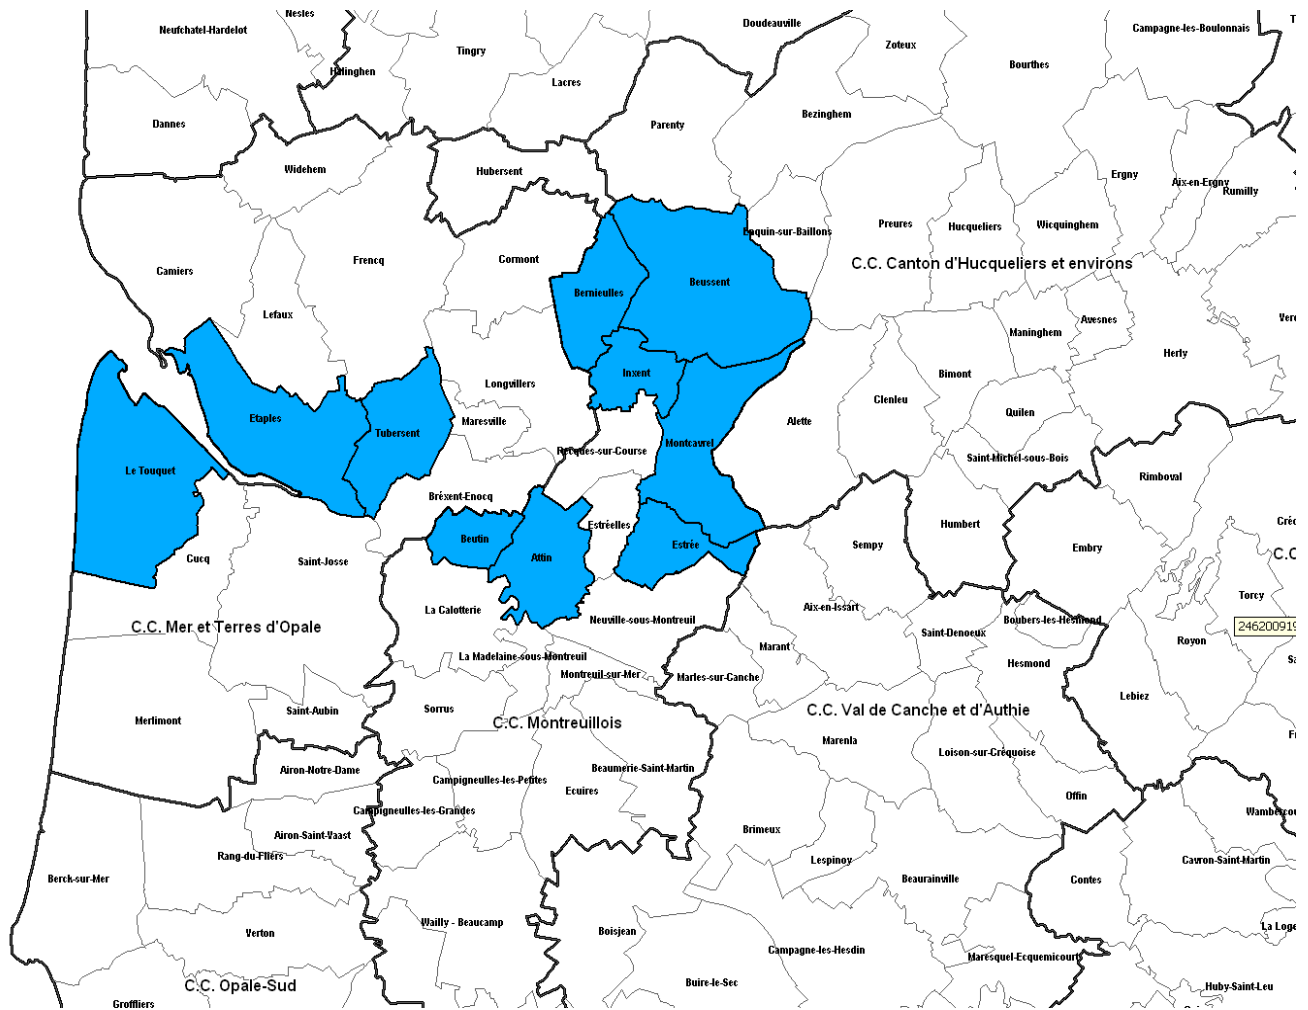 Nesles
Neufchatel-Hardelot
Doudeauville
Campagne-les-Boulonnais
Tingry
Zoteux
Halinghen
Lacres
Bourthes
Dannes
Parenty
Bezinghem
Widehem
Hubersent
Ergny
Aix-en-Ergny
Rumilly
Preures
Hucqueliers
Wicquinghem
Enquin-sur-Baillons
Frencq
Cormont
C.C. Canton d'Hucqueliers et environs
Camiers
Beussent
Bernieulles
Lefaux
Avesnes
Maninghem
Herly
Inxent
Bimont
Longvillers
Clenleu
Quilen
Etaples
Maresville
Alette
Tubersent
Montcavrel
Recques-sur-Course
Saint-Michel-sous-Bois
Le Touquet
Rimboval
Bréxent-Enocq
Estréelles
Humbert
Beutin
Estrée
Sempy
Embry
Cucq
Attin
Saint-Josse
Torcy
La Calotterie
Aix-en-Issart
Neuville-sous-Montreuil
Boubers-les-Hesmond
C.C. Mer et Terres d'Opale
246200919
Saint-Denoeux
Royon
Marant
La Madelaine-sous-Montreuil
Hesmond
Montreuil-sur-Mer
Marles-sur-Canche
Lebiez
Saint-Aubin
Sorrus
C.C. Val de Canche et d'Authie
Merlimont
C.C. Montreuillois
Marenla
Loison-sur-Créquoise
Airon-Notre-Dame
Beaumerie-Saint-Martin
Campigneulles-les-Petites
Ecuires
Offin
Campigneulles-les-Grandes
Airon-Saint-Vaast
Brimeux
Rang-du-Fliers
Lespinoy
Cavron-Saint-Martin
Berck-sur-Mer
Beaurainville
Contes
Wailly - Beaucamp
Verton
Boisjean
Campagne-les-Hesdin
Maresquel-Ecquemicourt
Buire-le-Sec
C.C. Opale-Sud
Huby-Saint-Leu
Groffliers